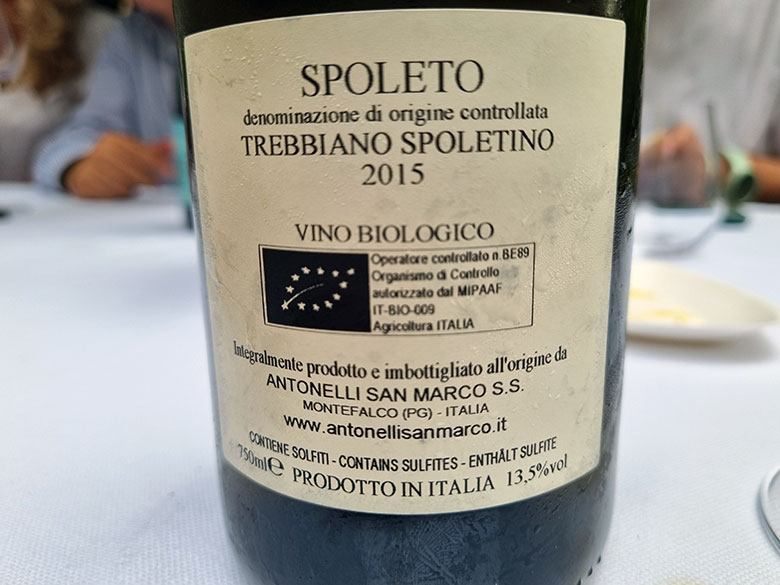 SPOLETO
denominazione di origine controllata
TREBBIANO SPOLETINO
2015
VINO BIOLOGICO
Operatore controllato n.BE89
Organismo di Controllo
autorizzato dal MIPAAF
IT-BIO-009
Agricoltura ITALIA
Integralmente prodotto e imbottigliato all'origine da
ANTONELLI SAN MARCO S.S.
MONTEFALCO (PG) - ITALIA
www.antonellisanmarco.it
CONTIENE SOLFITI - CONTAINS SULFITES - ENTHÄLT SULFITE
750ml℮ PRODOTTO IN ITALIA 13,5%vol